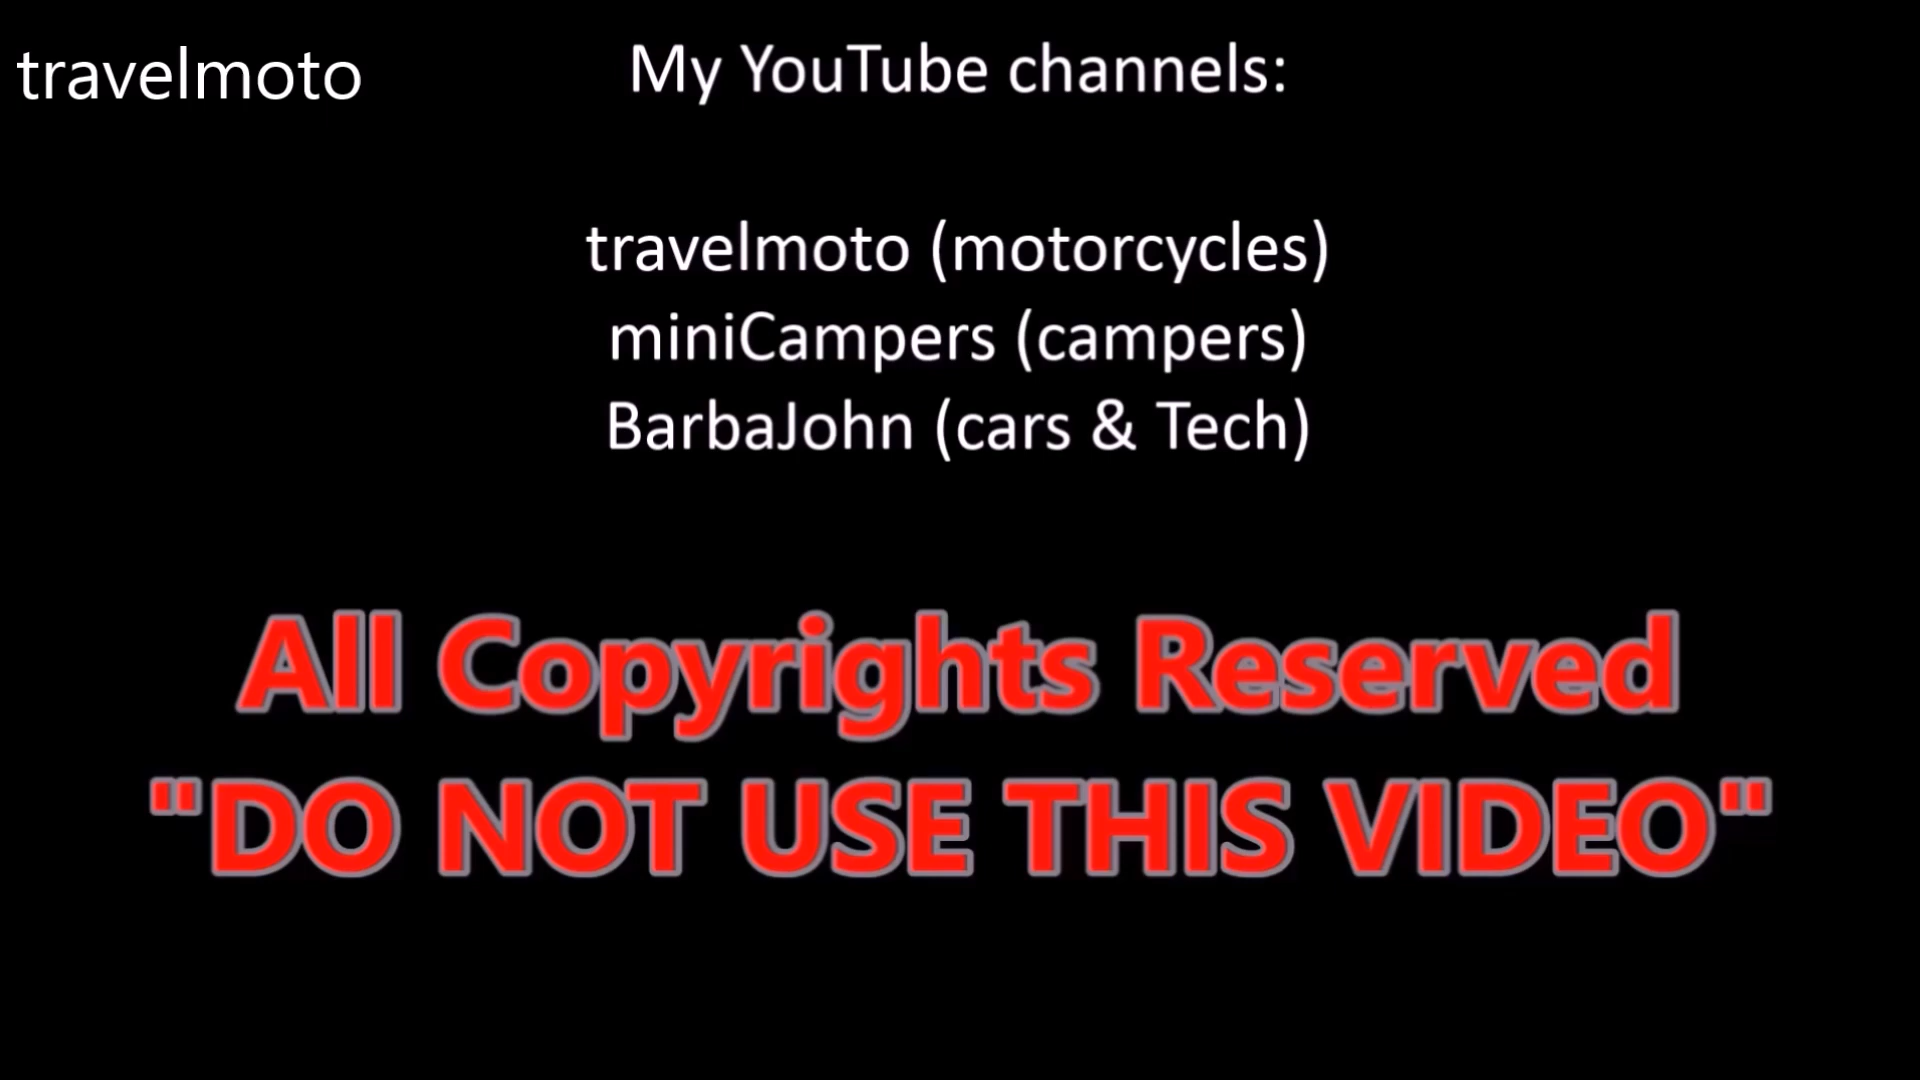 travelmoto
My YouTube channels:
travelmoto (motorcycles)
miniCampers (campers)
BarbaJohn (cars & Tech)
All Copyrights Reserved
"DO NOT USE THIS VIDEO"